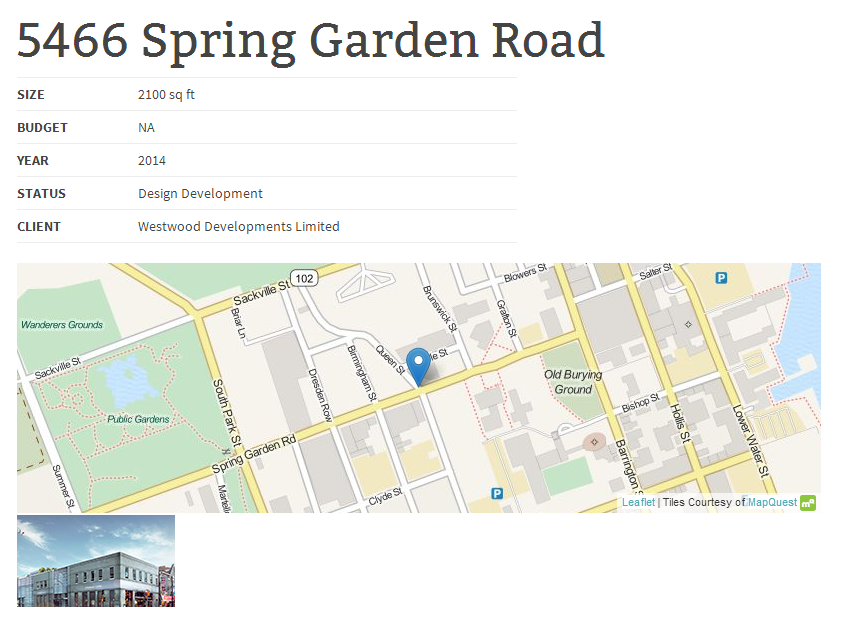 5466 Spring Garden Road
SIZE 2100 sq ft
BUDGET NA
YEAR 2014
STATUS Design Development
CLIENT Westwood Developments Limited
102
Sackville St
Blowers St
Salter St
P
Brunswick St
Grafton St
Wanderers Grounds
Briar Ln
Queen St
le St
Sackville St
Birmingham St
Dresden Row
Old Burying
Ground
Public Gardens
South Park St
Bishop St
Hollis St
Lower Water St
Spring Garden Rd
Barrington S
Summer St
Martello
Clyde St
P
Leaflet | Tiles Courtesy of MapQuest